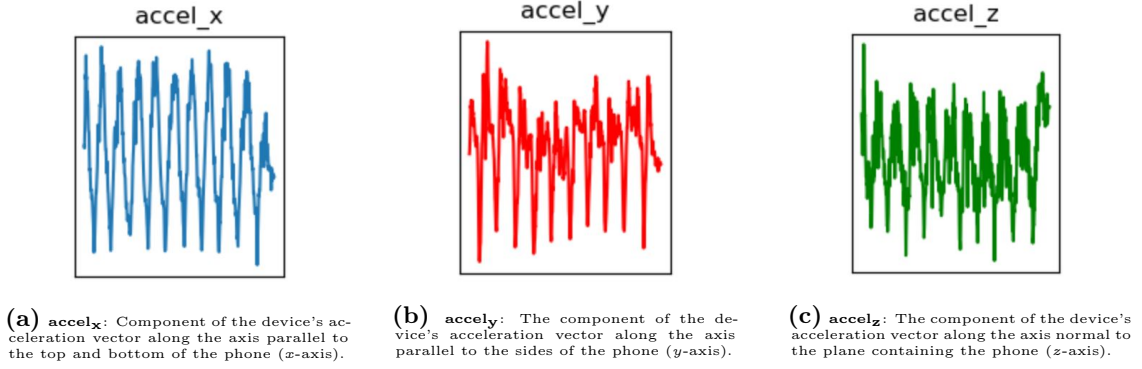 accel_x
accel_y
accel_z
(a) accelx: Component of the device's ac-
celeration vector along the axis parallel to
the top and bottom of the phone (x-axis).
(b) accely: The component of the de-
vice's acceleration vector along the axis
parallel to the sides of the phone (y-axis).
(c) accelz: The component of the device's
acceleration vector along the axis normal to
the plane containing the phone (z-axis).